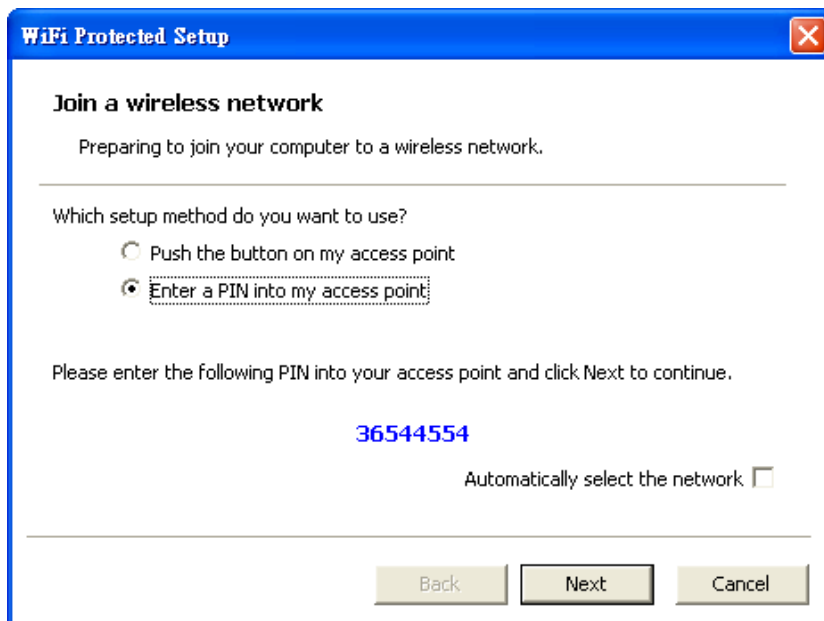 WiFi Protected Setup
Join a wireless network
Preparing to join your computer to a wireless network.
Which setup method do you want to use?
Push the button on my access point
Enter a PIN into my access point
Please enter the following PIN into your access point and click Next to continue.
36544554
Automatically select the network
Back Next Cancel